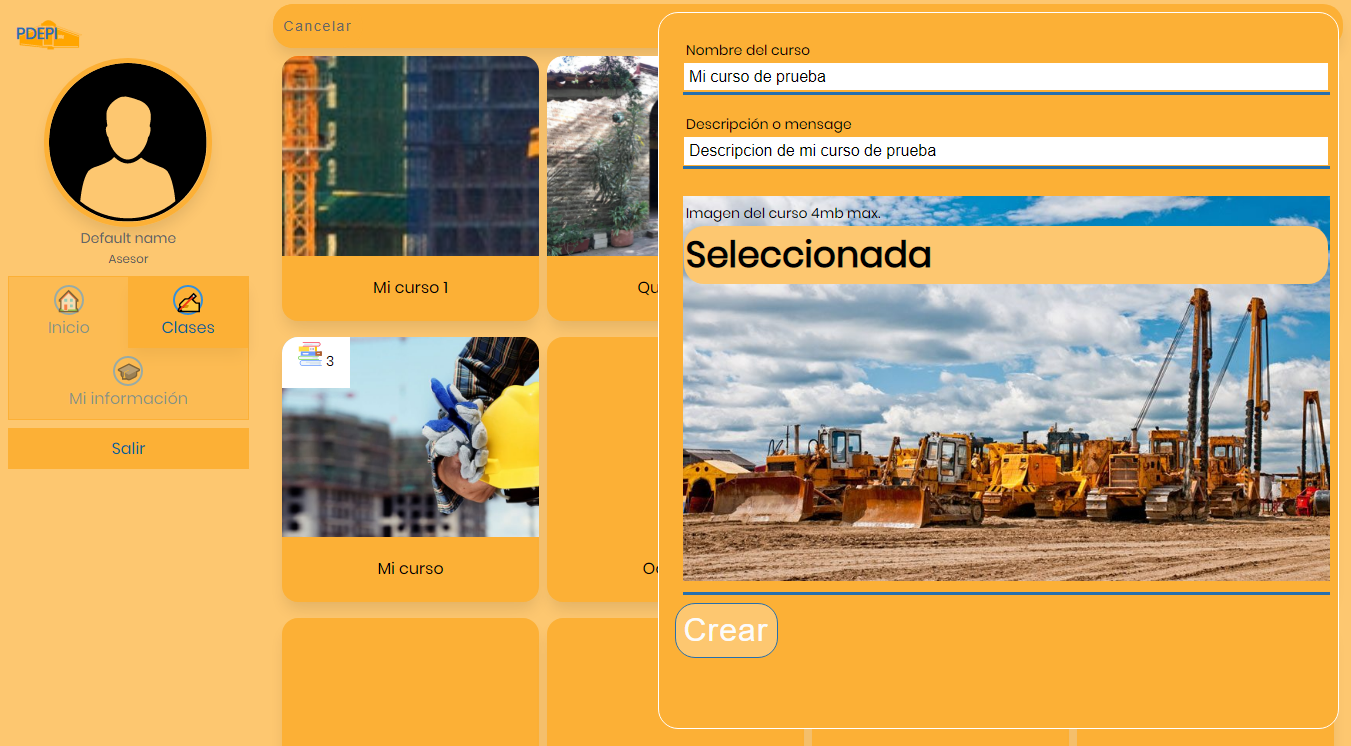 PDEPI
Default name
Asesor
Inicio
Clases
Mi información
Salir
Cancelar
Mi curso 1
3
Mi curso
Nombre del curso
Mi curso de prueba
Descripción o mensage
Descripcion de mi curso de prueba
Imagen del curso 4mb max.
Seleccionada
Crear